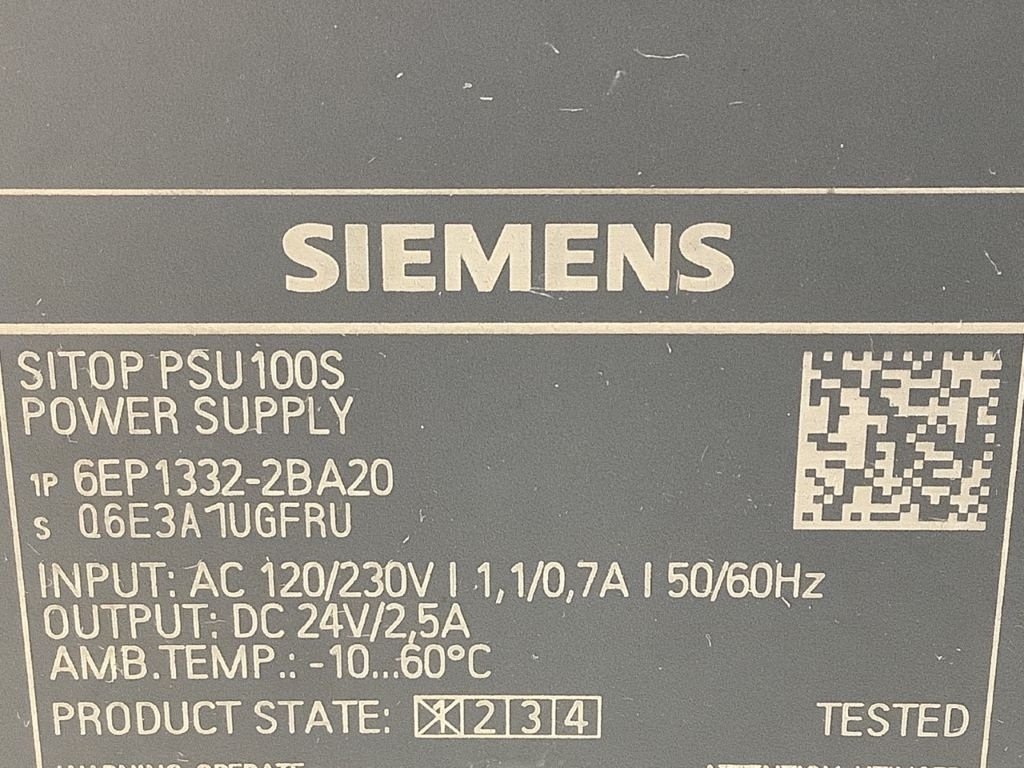 SIEMENS
SITOP PSU100S
POWER SUPPLY
1P 6EP1332-2BA20
S Q6E3A1UGFRU
INPUT: AC 120/230V | 1,1/0,7A | 50/60Hz
OUTPUT: DC 24V/2,5A
AMB.TEMP.: -10...60°C
PRODUCT STATE: 1 2 3 4 TESTED